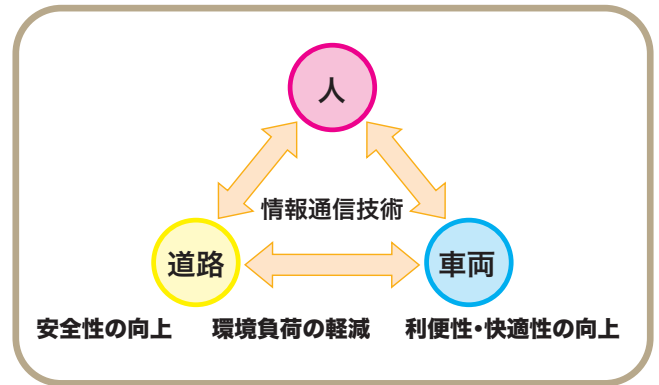 人
情報通信技術
道路
車両
安全性の向上 環境負荷の軽減 利便性・快適性の向上